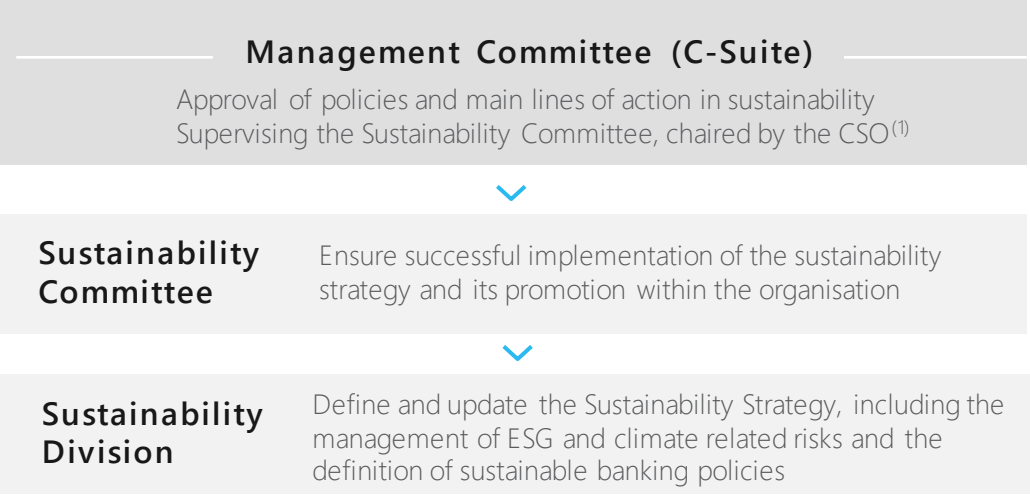 Management Committee (C-Suite)
Approval of policies and main lines of action in sustainability
Supervising the Sustainability Committee, chaired by the CSO(1)
Sustainability
Committee
Ensure successful implementation of the sustainability
strategy and its promotion within the organisation
Sustainability
Division
Define and update the Sustainability Strategy, including the
management of ESG and climate related risks and the
definition of sustainable banking policies